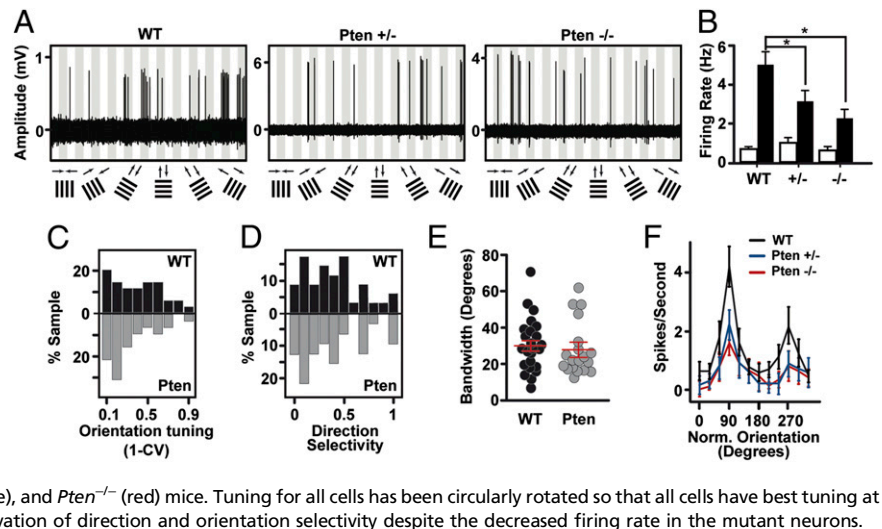 A
WT
Pten +/-
Pten -/-
Amplitude (mV)
1
0
6
0
4
0
B
Firing Rate (Hz)
6
4
2
0
*
*
WT +/- -/-
C
% Sample
20
0
20
WT
Pten
0.1 0.5 0.9
Orientation tuning
(1-CV)
D
% Sample
10
0
10
20
WT
Pten
0 0.5 1
Direction
Selectivity
E
Bandwidth (Degrees)
80
60
40
20
0
WT Pten
F
WT
Pten +/-
Pten -/-
Spikes/Second
4
2
0
0 90 180 270
Norm. Orientation
(Degrees)
e), and Pten−/− (red) mice. Tuning for all cells has been circularly rotated so that all cells have best tuning at
vation of direction and orientation selectivity despite the decreased firing rate in the mutant neurons.